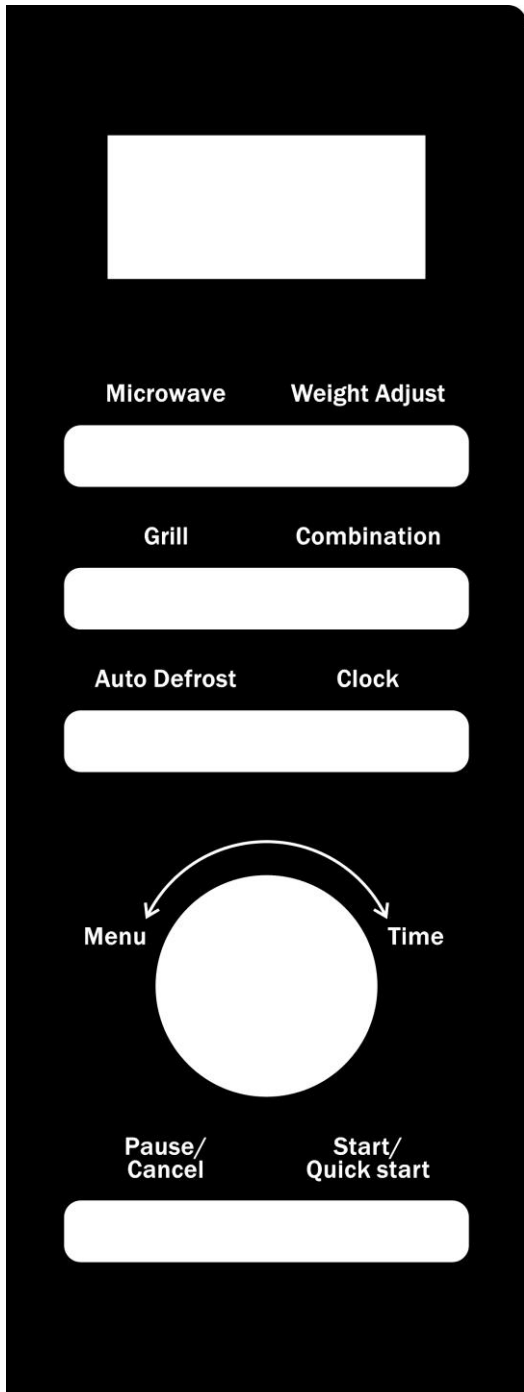 Microwave Weight Adjust
Grill Combination
Auto Defrost Clock
Menu Time
Pause/ Start/
Cancel Quick start